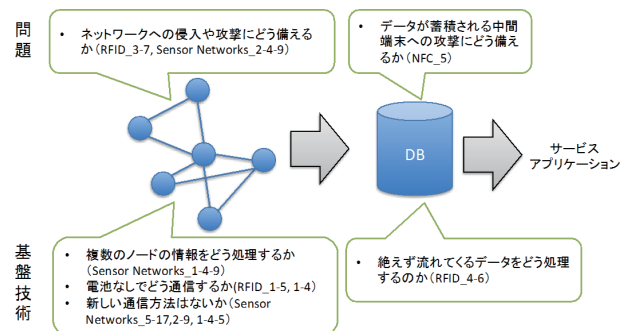 問題
・ ネットワークへの侵入や攻撃にどう備える
か(RFID_3-7, Sensor Networks_2-4-9)
・ データが蓄積される中間
端末への攻撃にどう備え
るか(NFC_5)
DB
サービス
アプリケーション
基盤技術
・ 複数のノードの情報をどう処理するか
(Sensor Networks_1-4-9)
・ 電池なしでどう通信するか(RFID_1-5, 1-4)
・ 新しい通信方法はないか(Sensor
Networks_5-17,2-9, 1-4-5)
・ 絶えず流れてくるデータをどう処理
するのか(RFID_4-6)